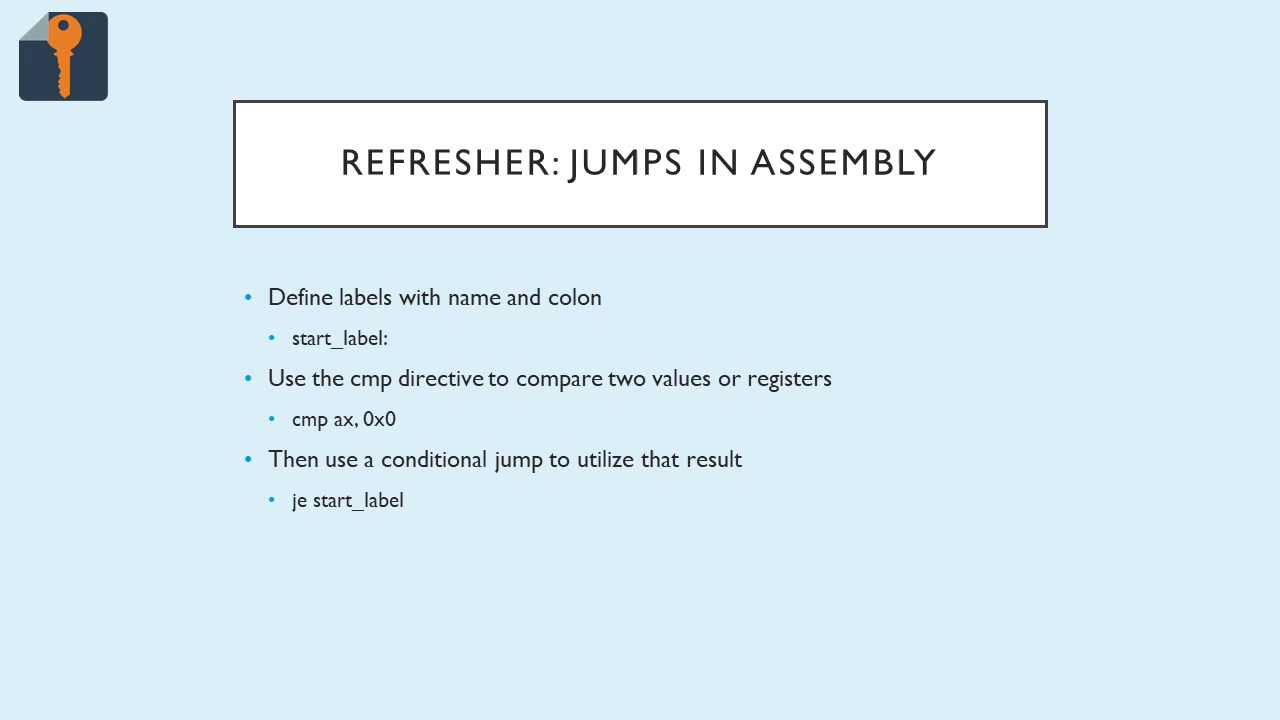 REFRESHER: JUMPS IN ASSEMBLY
• Define labels with name and colon
• start_label:
• Use the cmp directive to compare two values or registers
• cmp ax, 0x0
• Then use a conditional jump to utilize that result
• je start_label